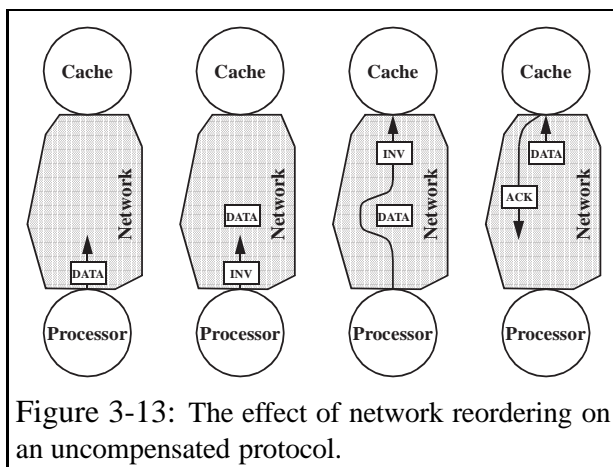 Cache
Network
DATA
Processor
Cache
Network
DATA
INV
Processor
Cache
Network
INV
DATA
Processor
Cache
Network
DATA
ACK
Processor
Figure 3-13: The effect of network reordering on
an uncompensated protocol.